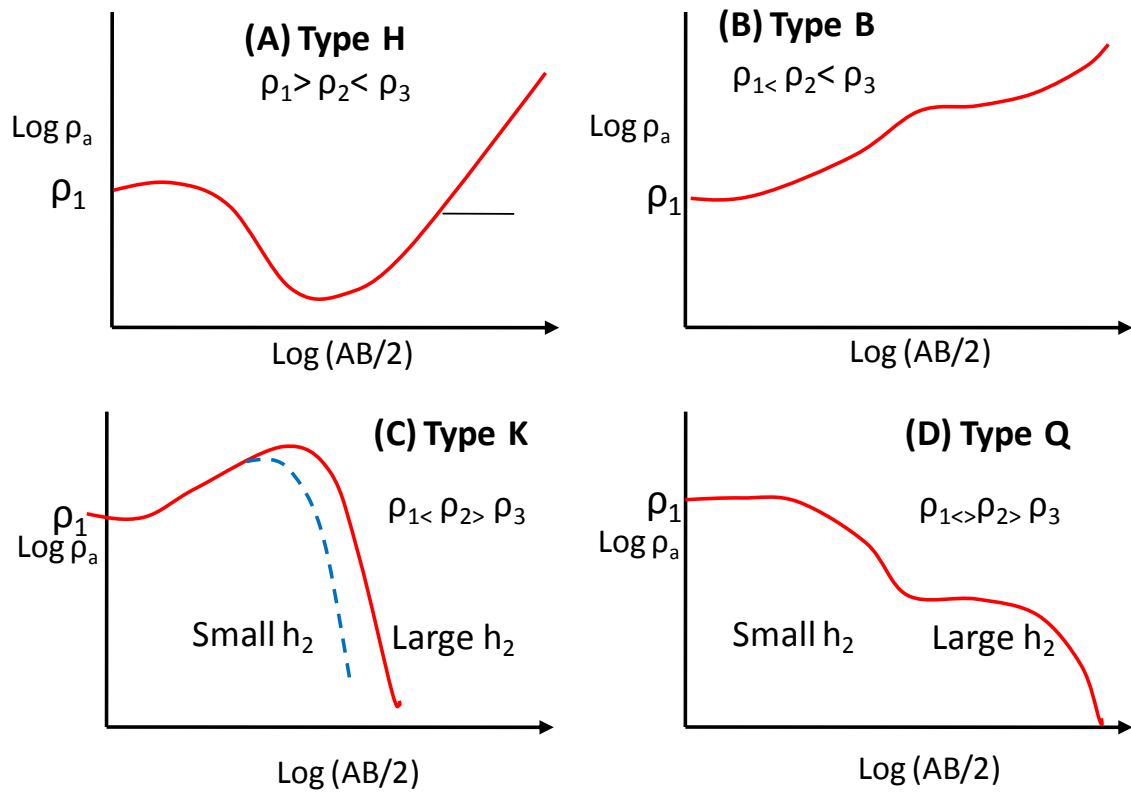 (A) Type H
ρ₁> ρ₂< ρ₃
Log ρₐ
ρ₁
Log (AB/2)
(B) Type B
ρ₁< ρ₂< ρ₃
Log ρₐ
ρ₁
Log (AB/2)
(C) Type K
ρ₁< ρ₂> ρ₃
ρ₁
Log ρₐ
Small h₂
Large h₂
Log (AB/2)
(D) Type Q
ρ₁<>ρ₂> ρ₃
ρ₁
Log ρₐ
Small h₂
Large h₂
Log (AB/2)